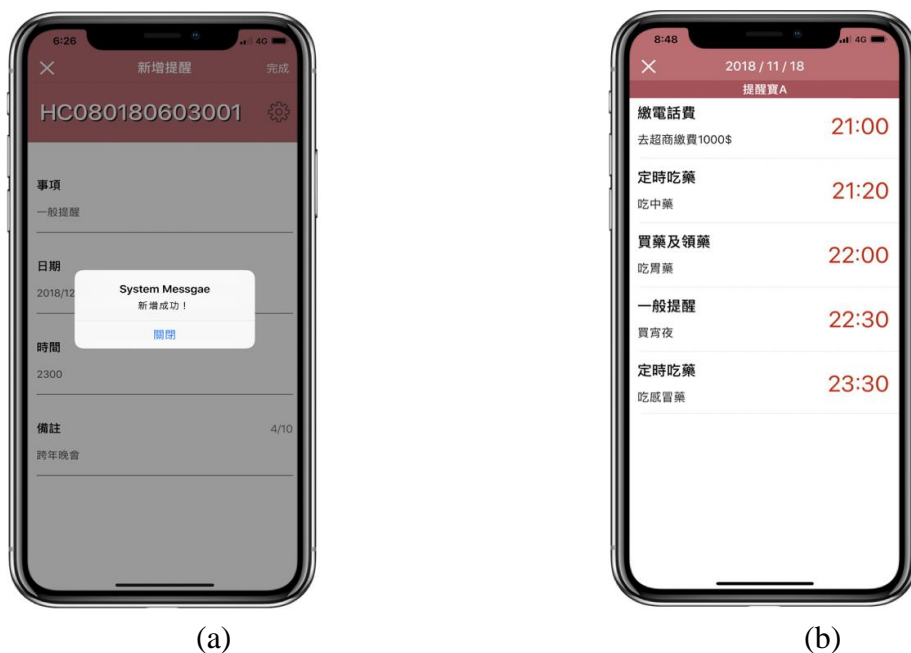 6:26
4G
新增提醒
完成
HC080180603001
事項
一般提醒
日期
2018/12
System Messgae
新增成功！
關閉
時間
2300
備註
4/10
跨年晚會
(a)
8:48
4G
2018 / 11 / 18
提醒寶A
繳電話費
去超商繳費1000$
21:00
定時吃藥
吃中藥
21:20
買藥及領藥
吃胃藥
22:00
一般提醒
買宵夜
22:30
定時吃藥
吃感冒藥
23:30
(b)